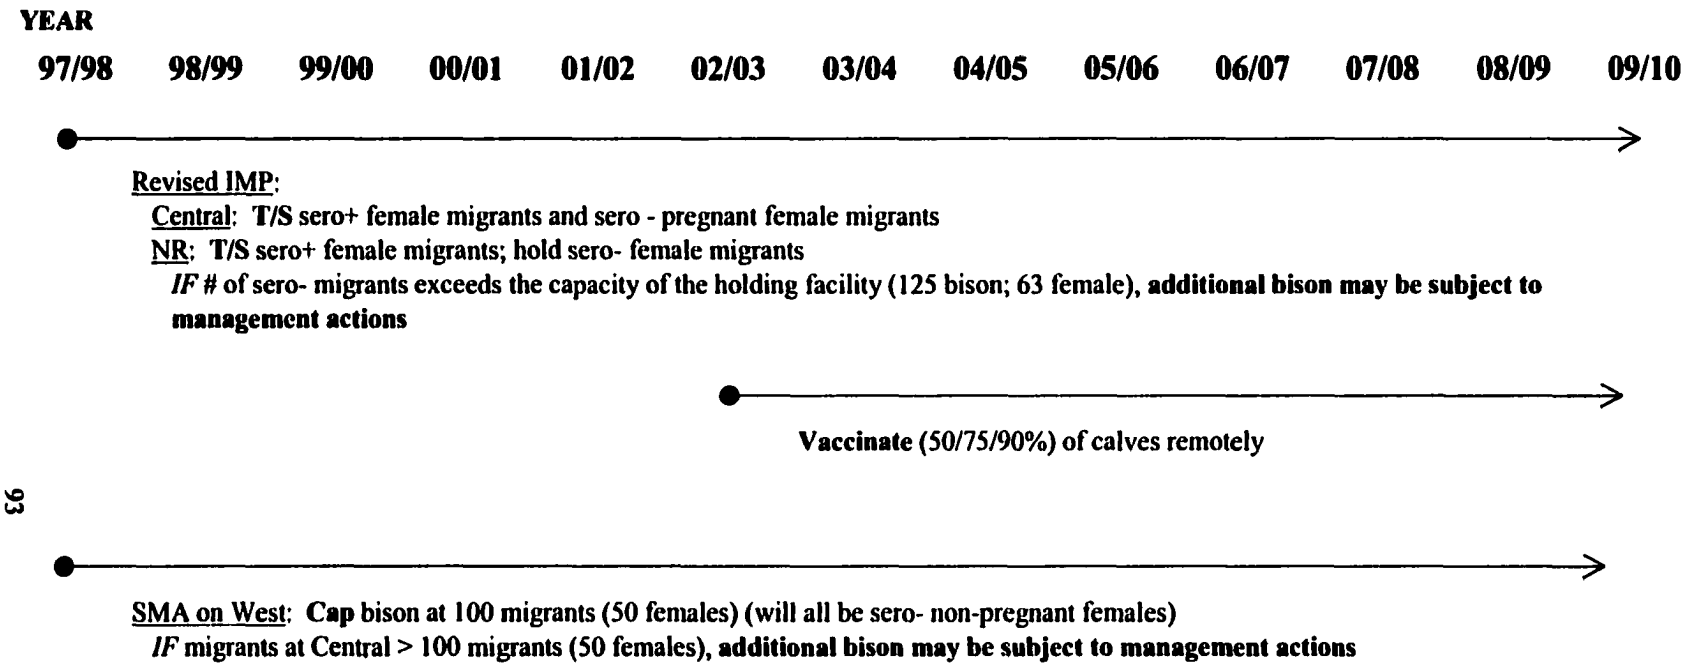 YEAR
97/98 98/99 99/00 00/01 01/02 02/03 03/04 04/05 05/06 06/07 07/08 08/09 09/10
Revised IMP:
Central: T/S sero+ female migrants and sero - pregnant female migrants
NR: T/S sero+ female migrants; hold sero- female migrants
IF # of sero- migrants exceeds the capacity of the holding facility (125 bison; 63 female), additional bison may be subject to
management actions
Vaccinate (50/75/90%) of calves remotely
93
SMA on West: Cap bison at 100 migrants (50 females) (will all be sero- non-pregnant females)
IF migrants at Central > 100 migrants (50 females), additional bison may be subject to management actions